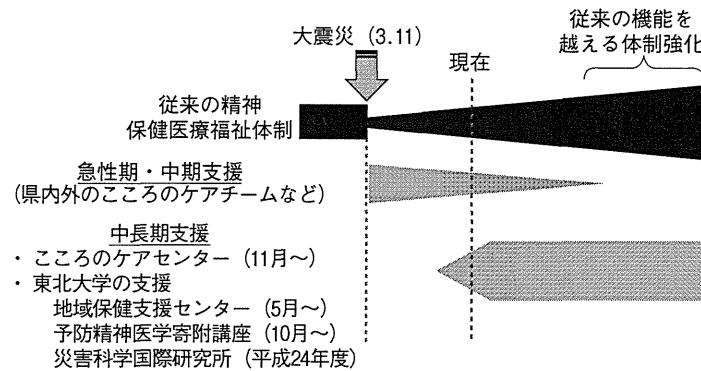 従来の機能を
越える体制強化
大震災（3.11）
現在
従来の精神
保健医療福祉体制
急性期・中期支援
（県内外のこころのケアチームなど）
中長期支援
・ こころのケアセンター（11月～）
・ 東北大学の支援
地域保健支援センター（5月～）
予防精神医学寄附講座（10月～）
災害科学国際研究所（平成24年度）